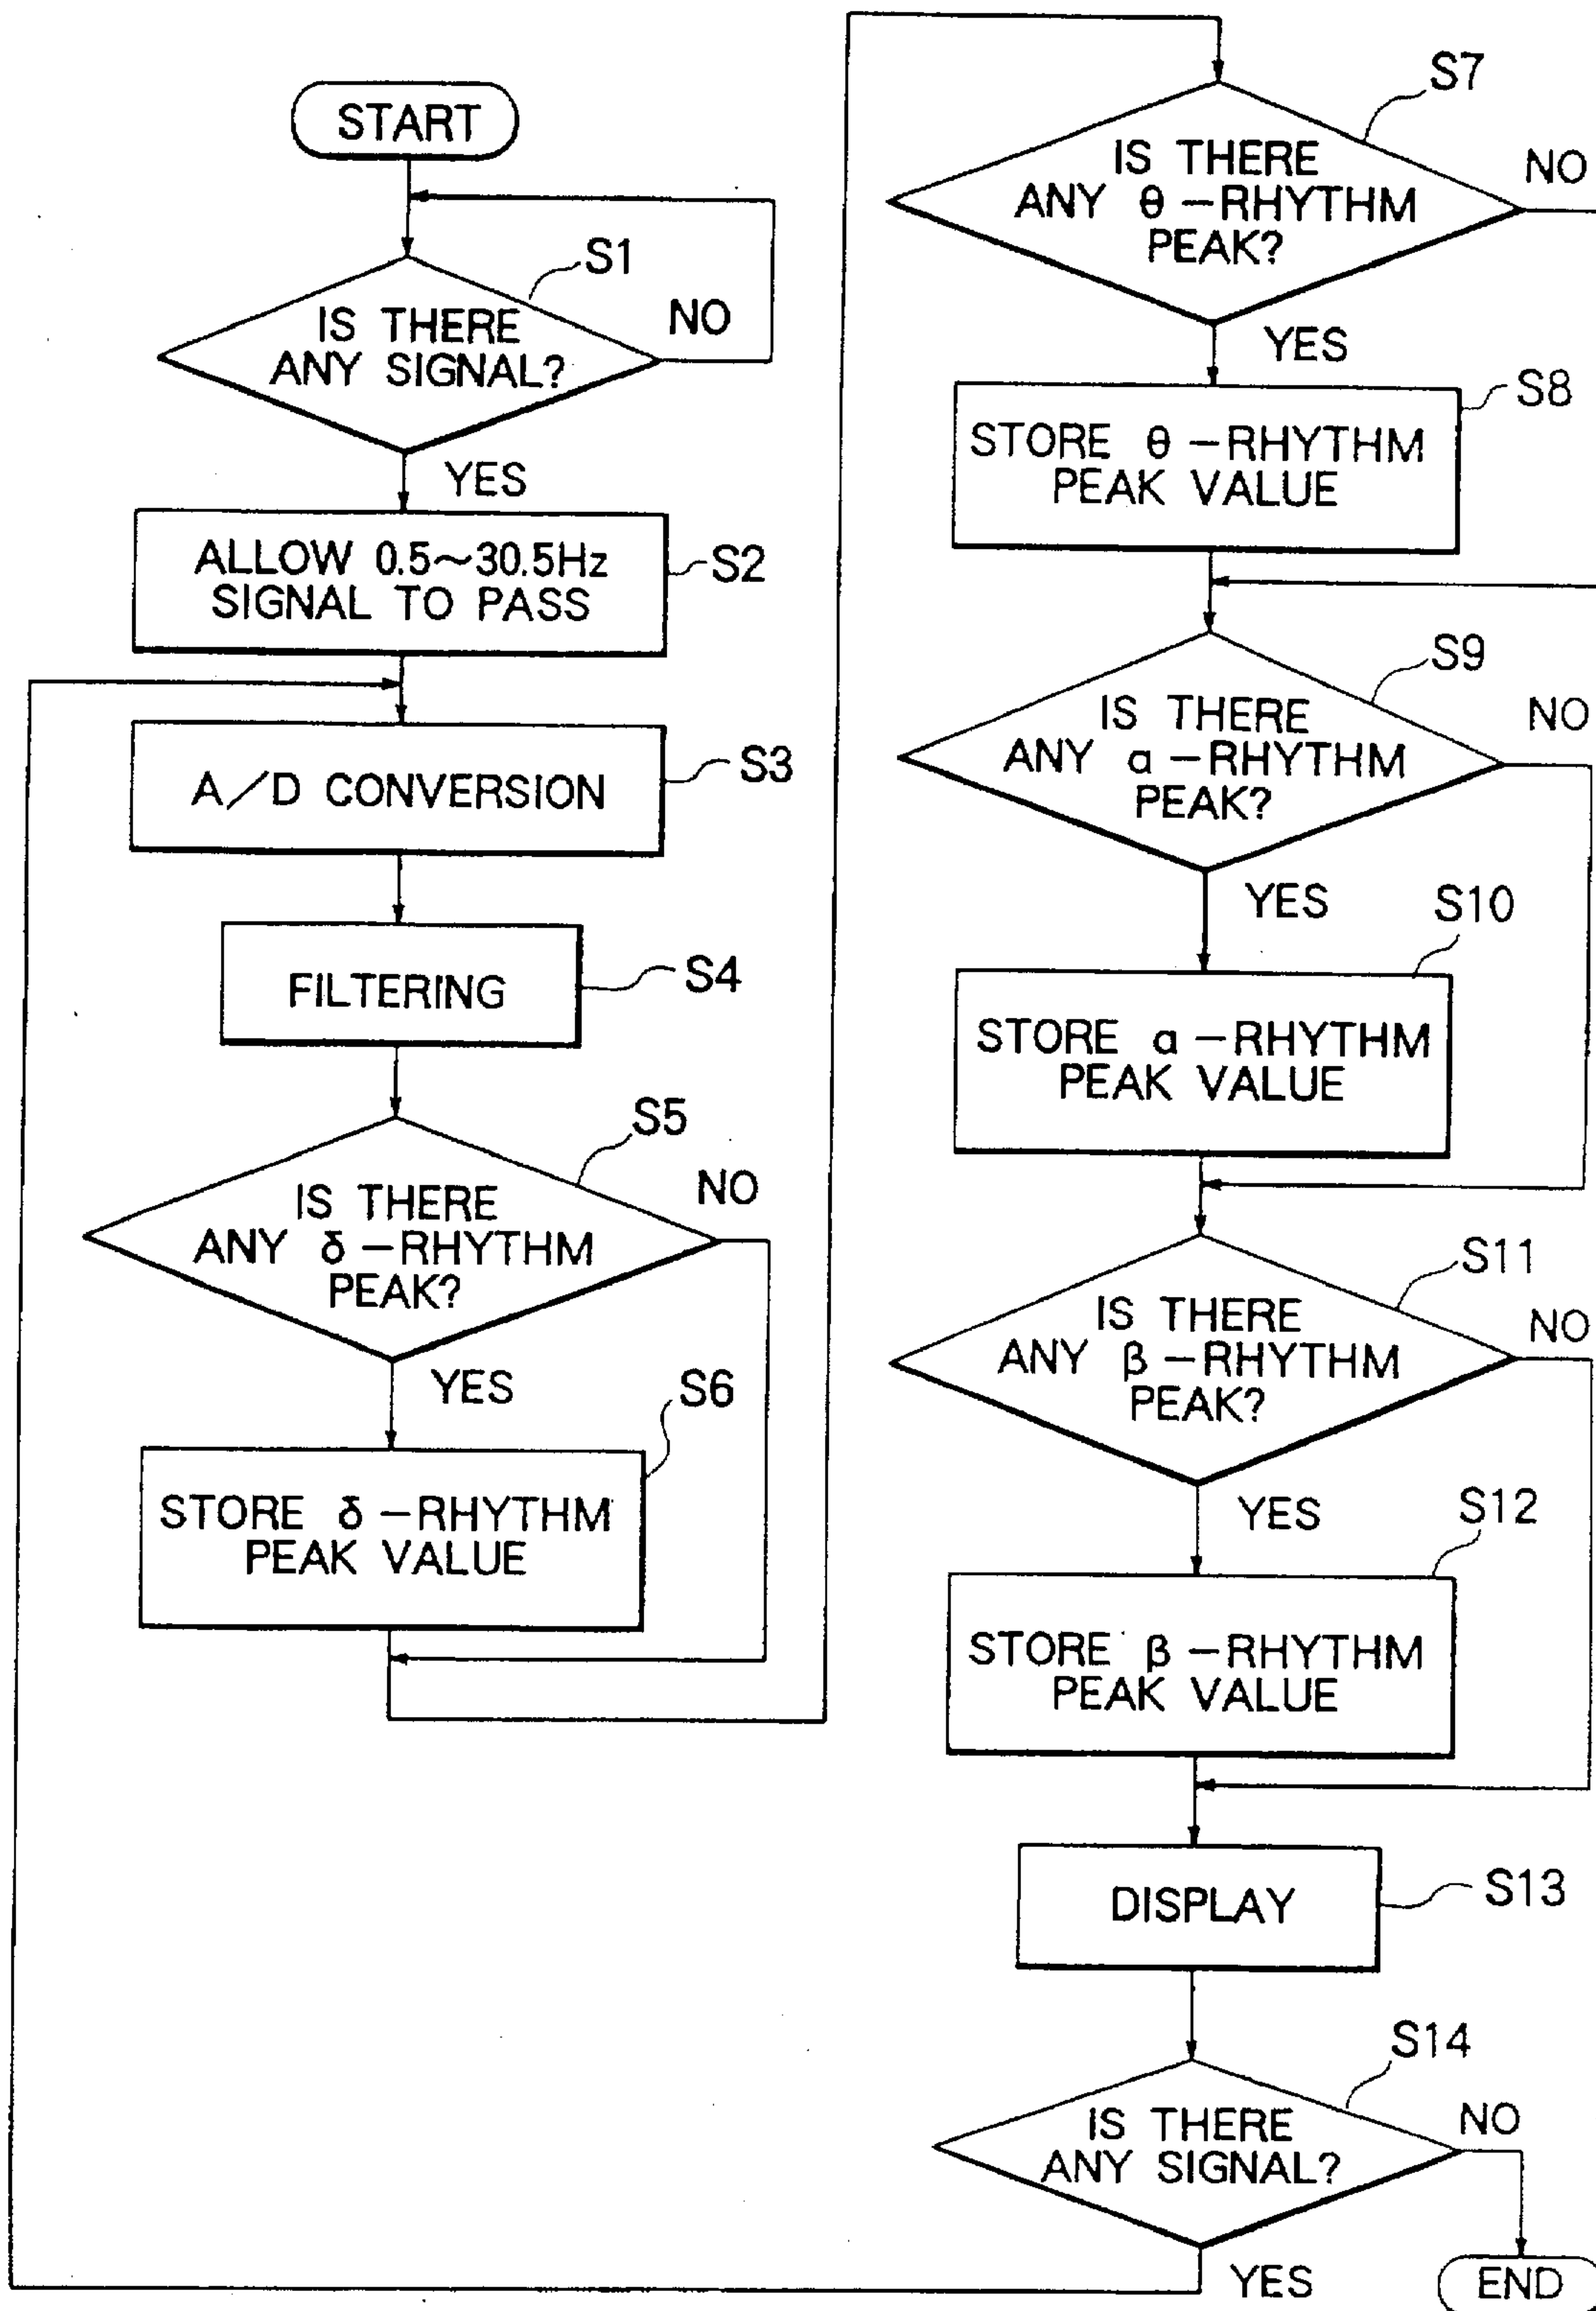 START
S1
IS THERE
ANY SIGNAL?
NO
YES
ALLOW 0.5~30.5Hz
SIGNAL TO PASS
S2
A/D CONVERSION
S3
FILTERING
S4
S5
IS THERE
ANY δ-RHYTHM
PEAK?
NO
YES
S6
STORE δ-RHYTHM
PEAK VALUE
S7
IS THERE
ANY θ-RHYTHM
PEAK?
NO
YES
S8
STORE θ-RHYTHM
PEAK VALUE
S9
IS THERE
ANY α-RHYTHM
PEAK?
NO
YES
S10
STORE α-RHYTHM
PEAK VALUE
S11
IS THERE
ANY β-RHYTHM
PEAK?
NO
YES
S12
STORE β-RHYTHM
PEAK VALUE
DISPLAY
S13
S14
IS THERE
ANY SIGNAL?
NO
YES
END